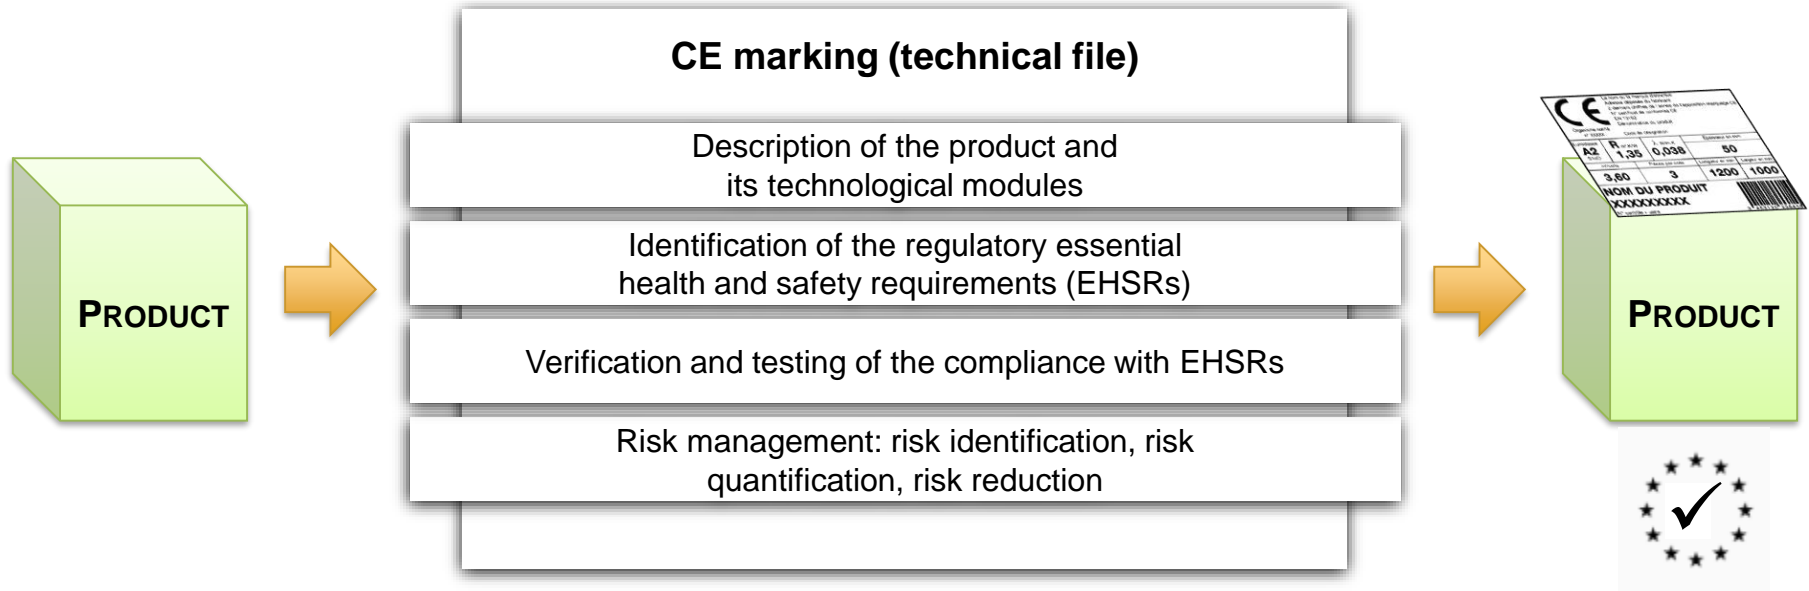 CE marking (technical file)
Description of the product and
its technological modules
Identification of the regulatory essential
health and safety requirements (EHSRs)
Verification and testing of the compliance with EHSRs
Risk management: risk identification, risk
quantification, risk reduction
PRODUCT
PRODUCT
CE
A2
R
1,35
0,038
50
3,60
3
1200
1000
NOM DU PRODUIT
XXXXXXXXX